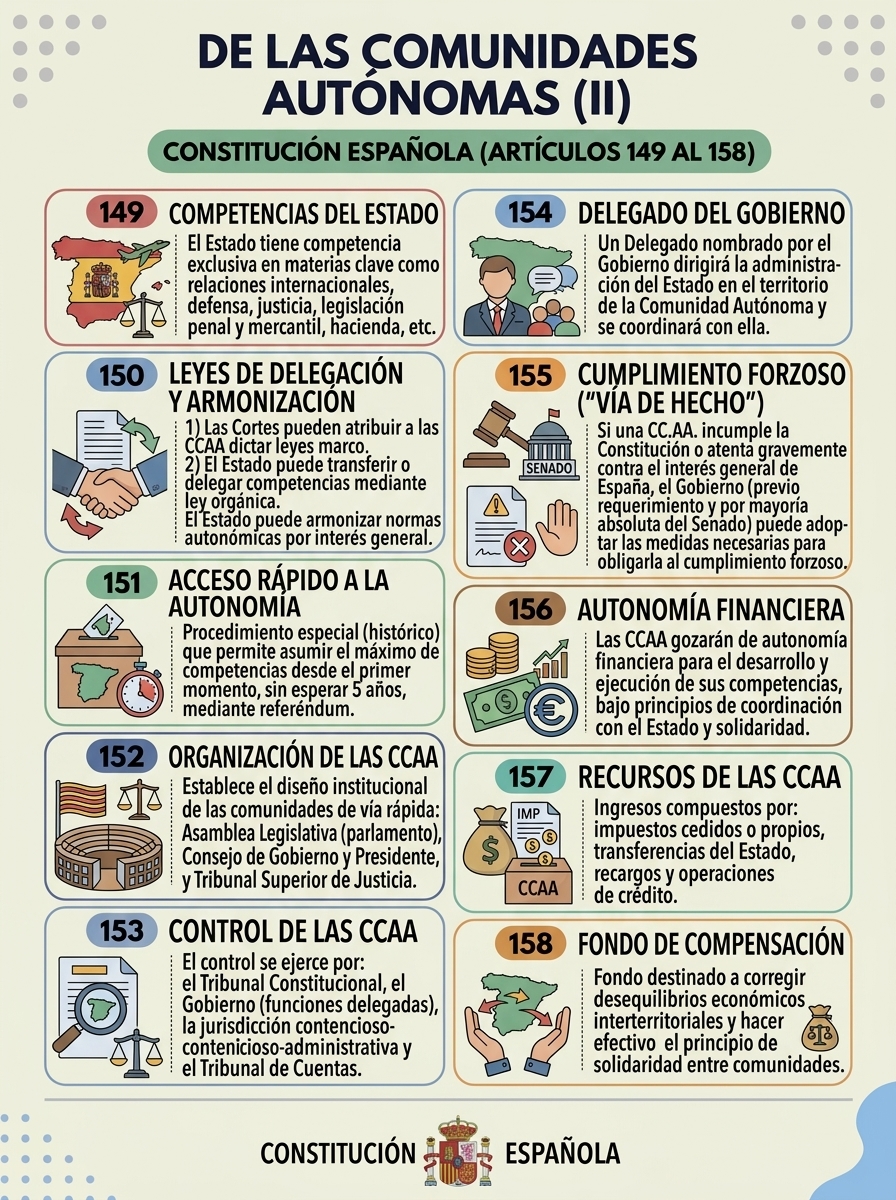 DE LAS COMUNIDADES
AUTÓNOMAS (II)
CONSTITUCIÓN ESPAÑOLA (ARTÍCULOS 149 AL 158)
149 COMPETENCIAS DEL ESTADO
El Estado tiene competencia
exclusiva en materias clave como
relaciones internacionales,
defensa, justicia, legislación
penal y mercantil, hacienda, etc.
150 LEYES DE DELEGACIÓN
Y ARMONIZACIÓN
1) Las Cortes pueden atribuir a las
CCAA dictar leyes marco.
2) El Estado puede transferir o
delegar competencias mediante
ley orgánica.
El Estado puede armonizar normas
autonómicas por interés general.
151 ACCESO RÁPIDO A LA
AUTONOMÍA
Procedimiento especial (histórico)
que permite asumir el máximo de
competencias desde el primer
momento, sin esperar 5 años,
mediante referéndum.
152 ORGANIZACIÓN DE LAS CCAA
Establece el diseño institucional
de las comunidades de vía rápida:
Asamblea Legislativa (parlamento),
Consejo de Gobierno y Presidente,
y Tribunal Superior de Justicia.
153 CONTROL DE LAS CCAA
El control se ejerce por:
el Tribunal Constitucional, el
Gobierno (funciones delegadas),
la jurisdicción contencioso-
contenicioso-administrativa y
el Tribunal de Cuentas.
154 DELEGADO DEL GOBIERNO
Un Delegado nombrado por el
Gobierno dirigirá la administra-
ción del Estado en el territorio
de la Comunidad Autónoma y
se coordinará con ella.
155 CUMPLIMIENTO FORZOSO
("VÍA DE HECHO")
SENADO
Si una CC.AA. incumple la
Constitución o atenta gravemente
contra el interés general de
España, el Gobierno (previo
requerimiento y por mayoría
absoluta del Senado) puede adop-
tar las medidas necesarias para
obligarla al cumplimiento forzoso.
156 AUTONOMÍA FINANCIERA
Las CCAA gozarán de autonomía
financiera para el desarrollo y
ejecución de sus competencias,
bajo principios de coordinación
con el Estado y solidaridad.
157 RECURSOS DE LAS CCAA
IMP
CCAA
Ingresos compuestos por:
impuestos cedidos o propios,
transferencias del Estado,
recargos y operaciones
de crédito.
158 FONDO DE COMPENSACIÓN
Fondo destinado a corregir
desequilibrios económicos
interterritoriales y hacer
efectivo el principio de
solidaridad entre comunidades.
CONSTITUCIÓN ESPAÑOLA